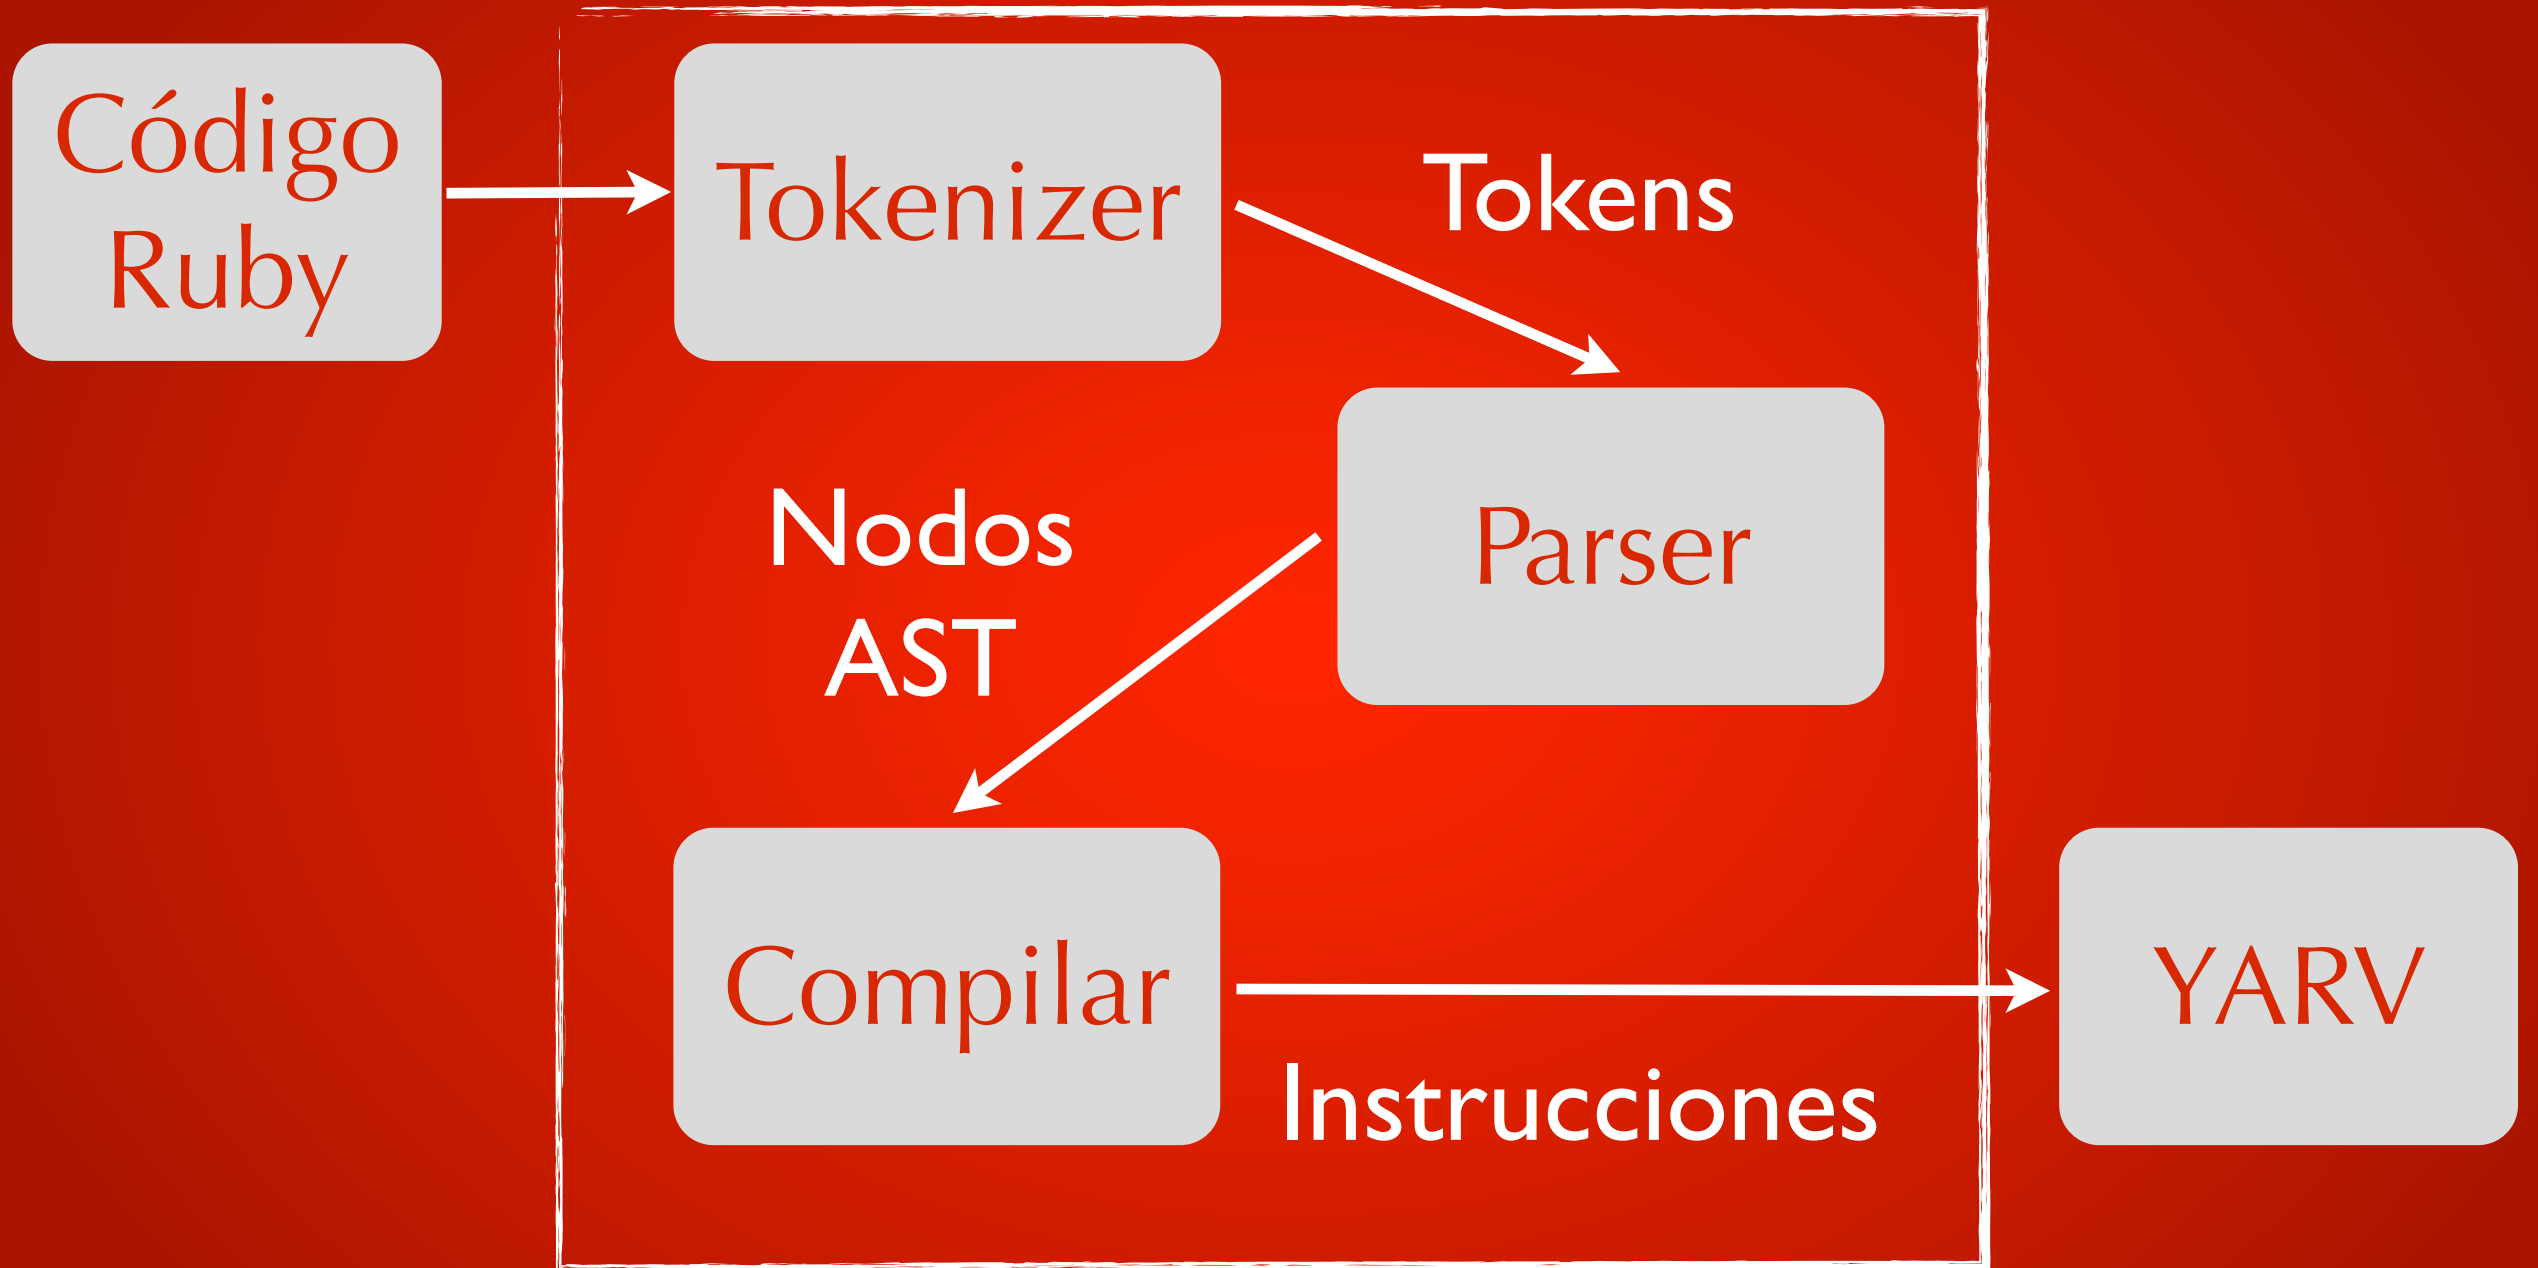 Código
Ruby
Tokenizer
Tokens
Parser
Nodos
AST
Compilar
Instrucciones
YARV